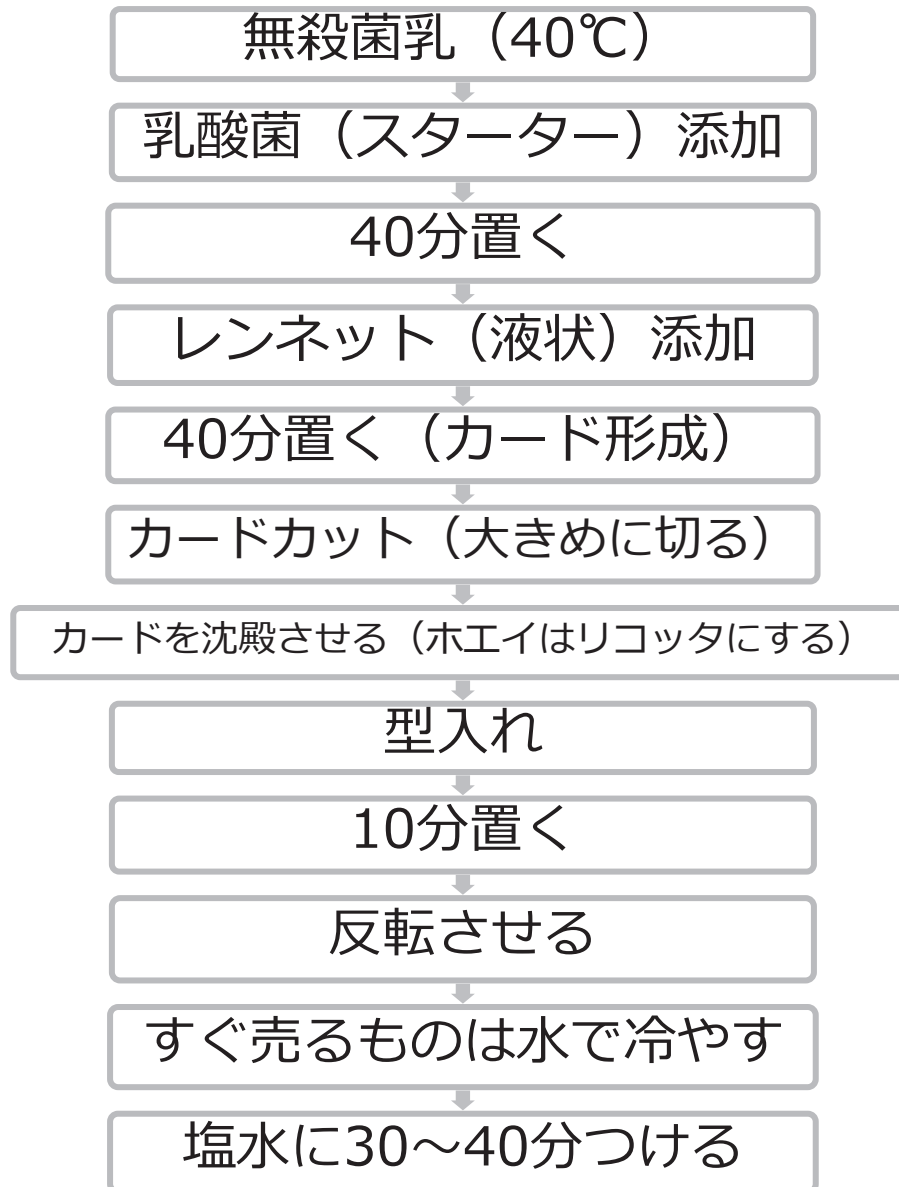 無殺菌乳（40℃）
乳酸菌（スターター）添加
40分置く
レンネット（液状）添加
40分置く（カード形成）
カードカット（大きめに切る）
カードを沈殿させる（ホエイはリコッタにする）
型入れ
10分置く
反転させる
すぐ売るものは水で冷やす
塩水に30～40分つける